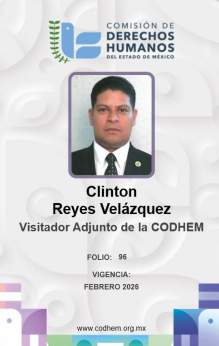 COMISIÓN DE
DERECHOS
HUMANOS
DEL ESTADO DE MÉXICO
Clinton
Reyes Velázquez
Visitador Adjunto de la CODHEM
FOLIO: 96
VIGENCIA:
FEBRERO 2026
www.codhem.org.mx